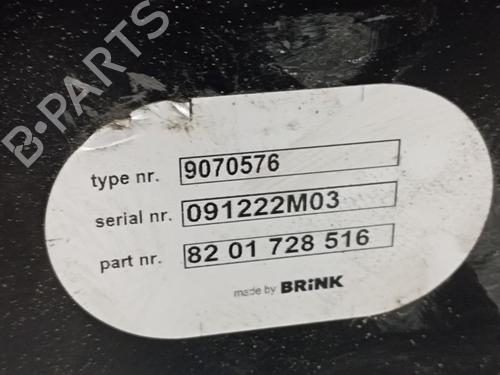 B-PARTS
type nr. 9070576
serial nr. 091222M03
part nr. 82 01 728 516
made by BRiNK